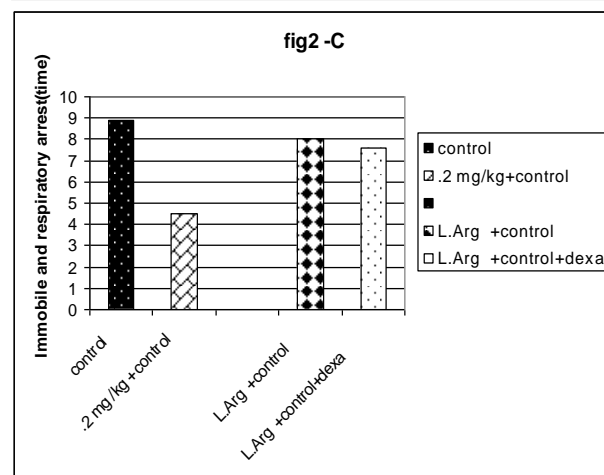 fig2 -C
Immobile and respiratory arrest(time)
10
9
8
7
6
5
4
3
2
1
0
control
.2 mg/kg+control
L.Arg +control
L.Arg +control+dexa
control
.2 mg/kg+control
L.Arg +control
L.Arg +control+dexa